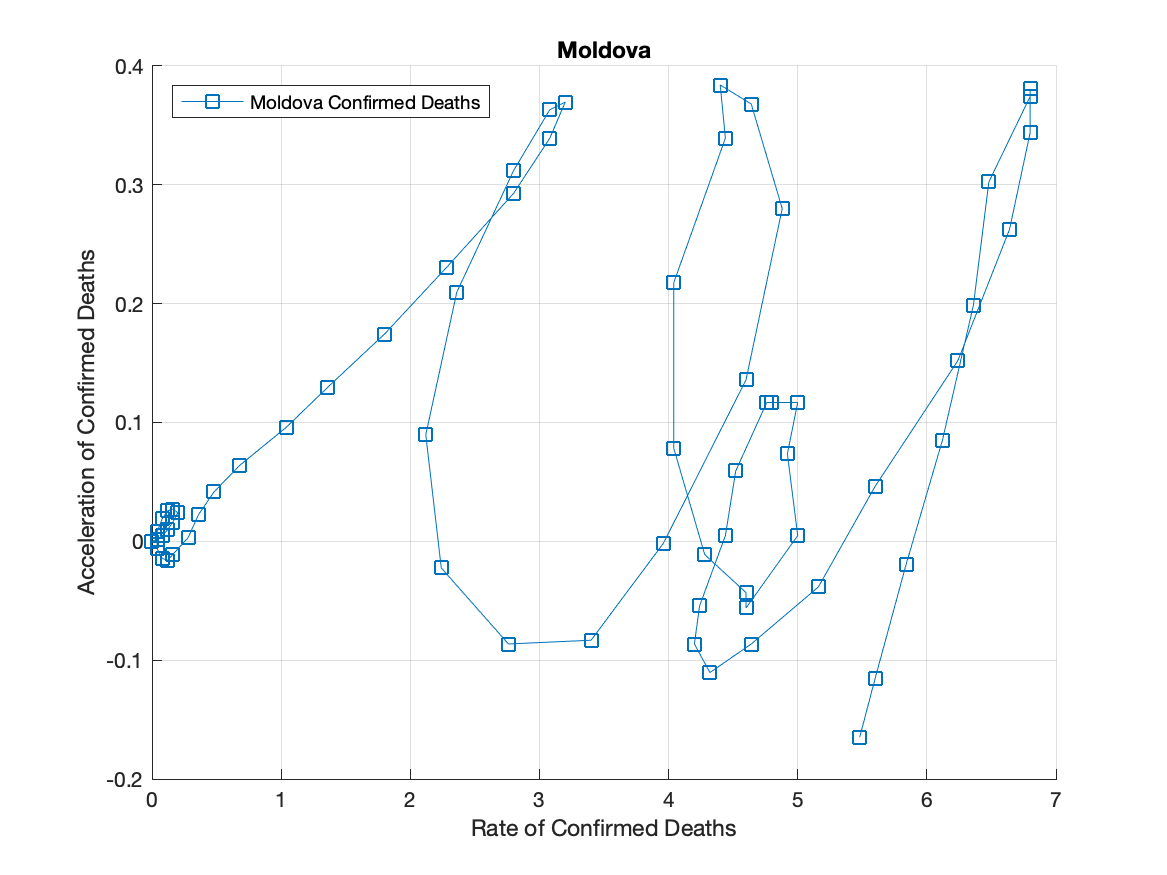 Moldova
0.4
Moldova Confirmed Deaths
0.3
0.2
0.1
0
-0.1
-0.2
Acceleration of Confirmed Deaths
0 1 2 3 4 5 6 7
Rate of Confirmed Deaths